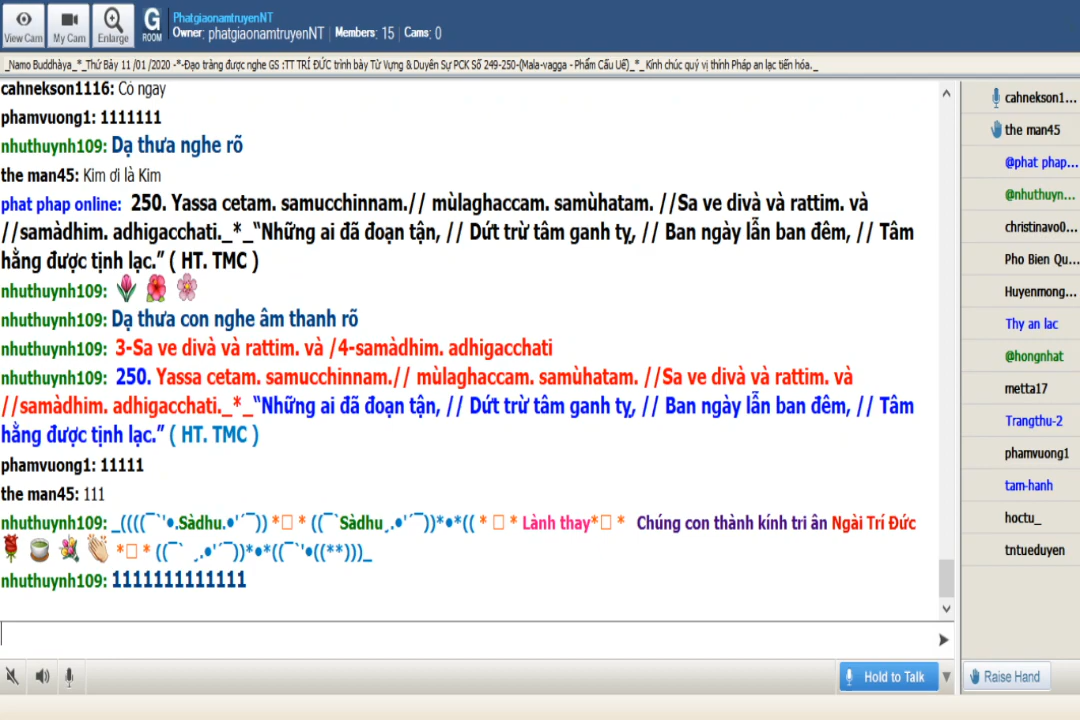 PhatgiaonamtruyenNT
View Cam My Cam Enlarge G ROOM Owner: phatgiaonamtruyenNT Members: 15 Cams: 0
_Namo Buddhàya_*_Thứ Bảy 11 /01 /2020 -*-Đạo tràng được nghe GS :TT TRÍ ĐỨC trình bày Từ Vựng & Duyên Sự PCK Số 249-250-(Mala-vagga - Phẩm Cấu Uế)_*_ Kính chúc quý vị thính Pháp an lạc tiến hóa._
cahnekson1116: Cỏ ngay
phamvuong1: 1111111
nhuthuynh109: Dạ thưa nghe rõ
the man45: Kim ơi là Kim
phat phap online: 250. Yassa cetam. samucchinnam.// mùlaghaccam. samùhatam. //Sa ve divà và rattim. và
//samàdhim. adhigacchati._*_“Những ai đã đoạn tận, // Dứt trừ tâm ganh tỵ, // Ban ngày lẫn ban đêm, // Tâm
hằng được tịnh lạc.” ( HT. TMC )
nhuthuynh109:
nhuthuynh109: Dạ thưa con nghe âm thanh rõ
nhuthuynh109: 3-Sa ve divà và rattim. và /4-samàdhim. adhigacchati
nhuthuynh109: 250. Yassa cetam. samucchinnam.// mùlaghaccam. samùhatam. //Sa ve divà và rattim. và
//samàdhim. adhigacchati._*_“Những ai đã đoạn tận, // Dứt trừ tâm ganh tỵ, // Ban ngày lẫn ban đêm, // Tâm
hằng được tịnh lạc.” ( HT. TMC )
phamvuong1: 11111
the man45: 111
nhuthuynh109: _((((¯`'•.Sàdhu.•'´¯)) *□ * ((¯`Sàdhu¸.•'´¯))*•*(( * □ * Lành thay*□ * Chúng con thành kính tri ân Ngài Trí Đức
*□ * ((¯` ¸.•'´¯))*•*((¯`'•((**)))_
nhuthuynh109: 1111111111111
cahnekson1...
the man45
@phat phap...
@nhuthuyn...
christinavo0...
Pho Bien Qu...
Huyenmong...
Thy an lac
@hongnhat
metta17
Trangthu-2
phamvuong1
tam-hanh
hoctu_
tntueduyen
Hold to Talk
Raise Hand